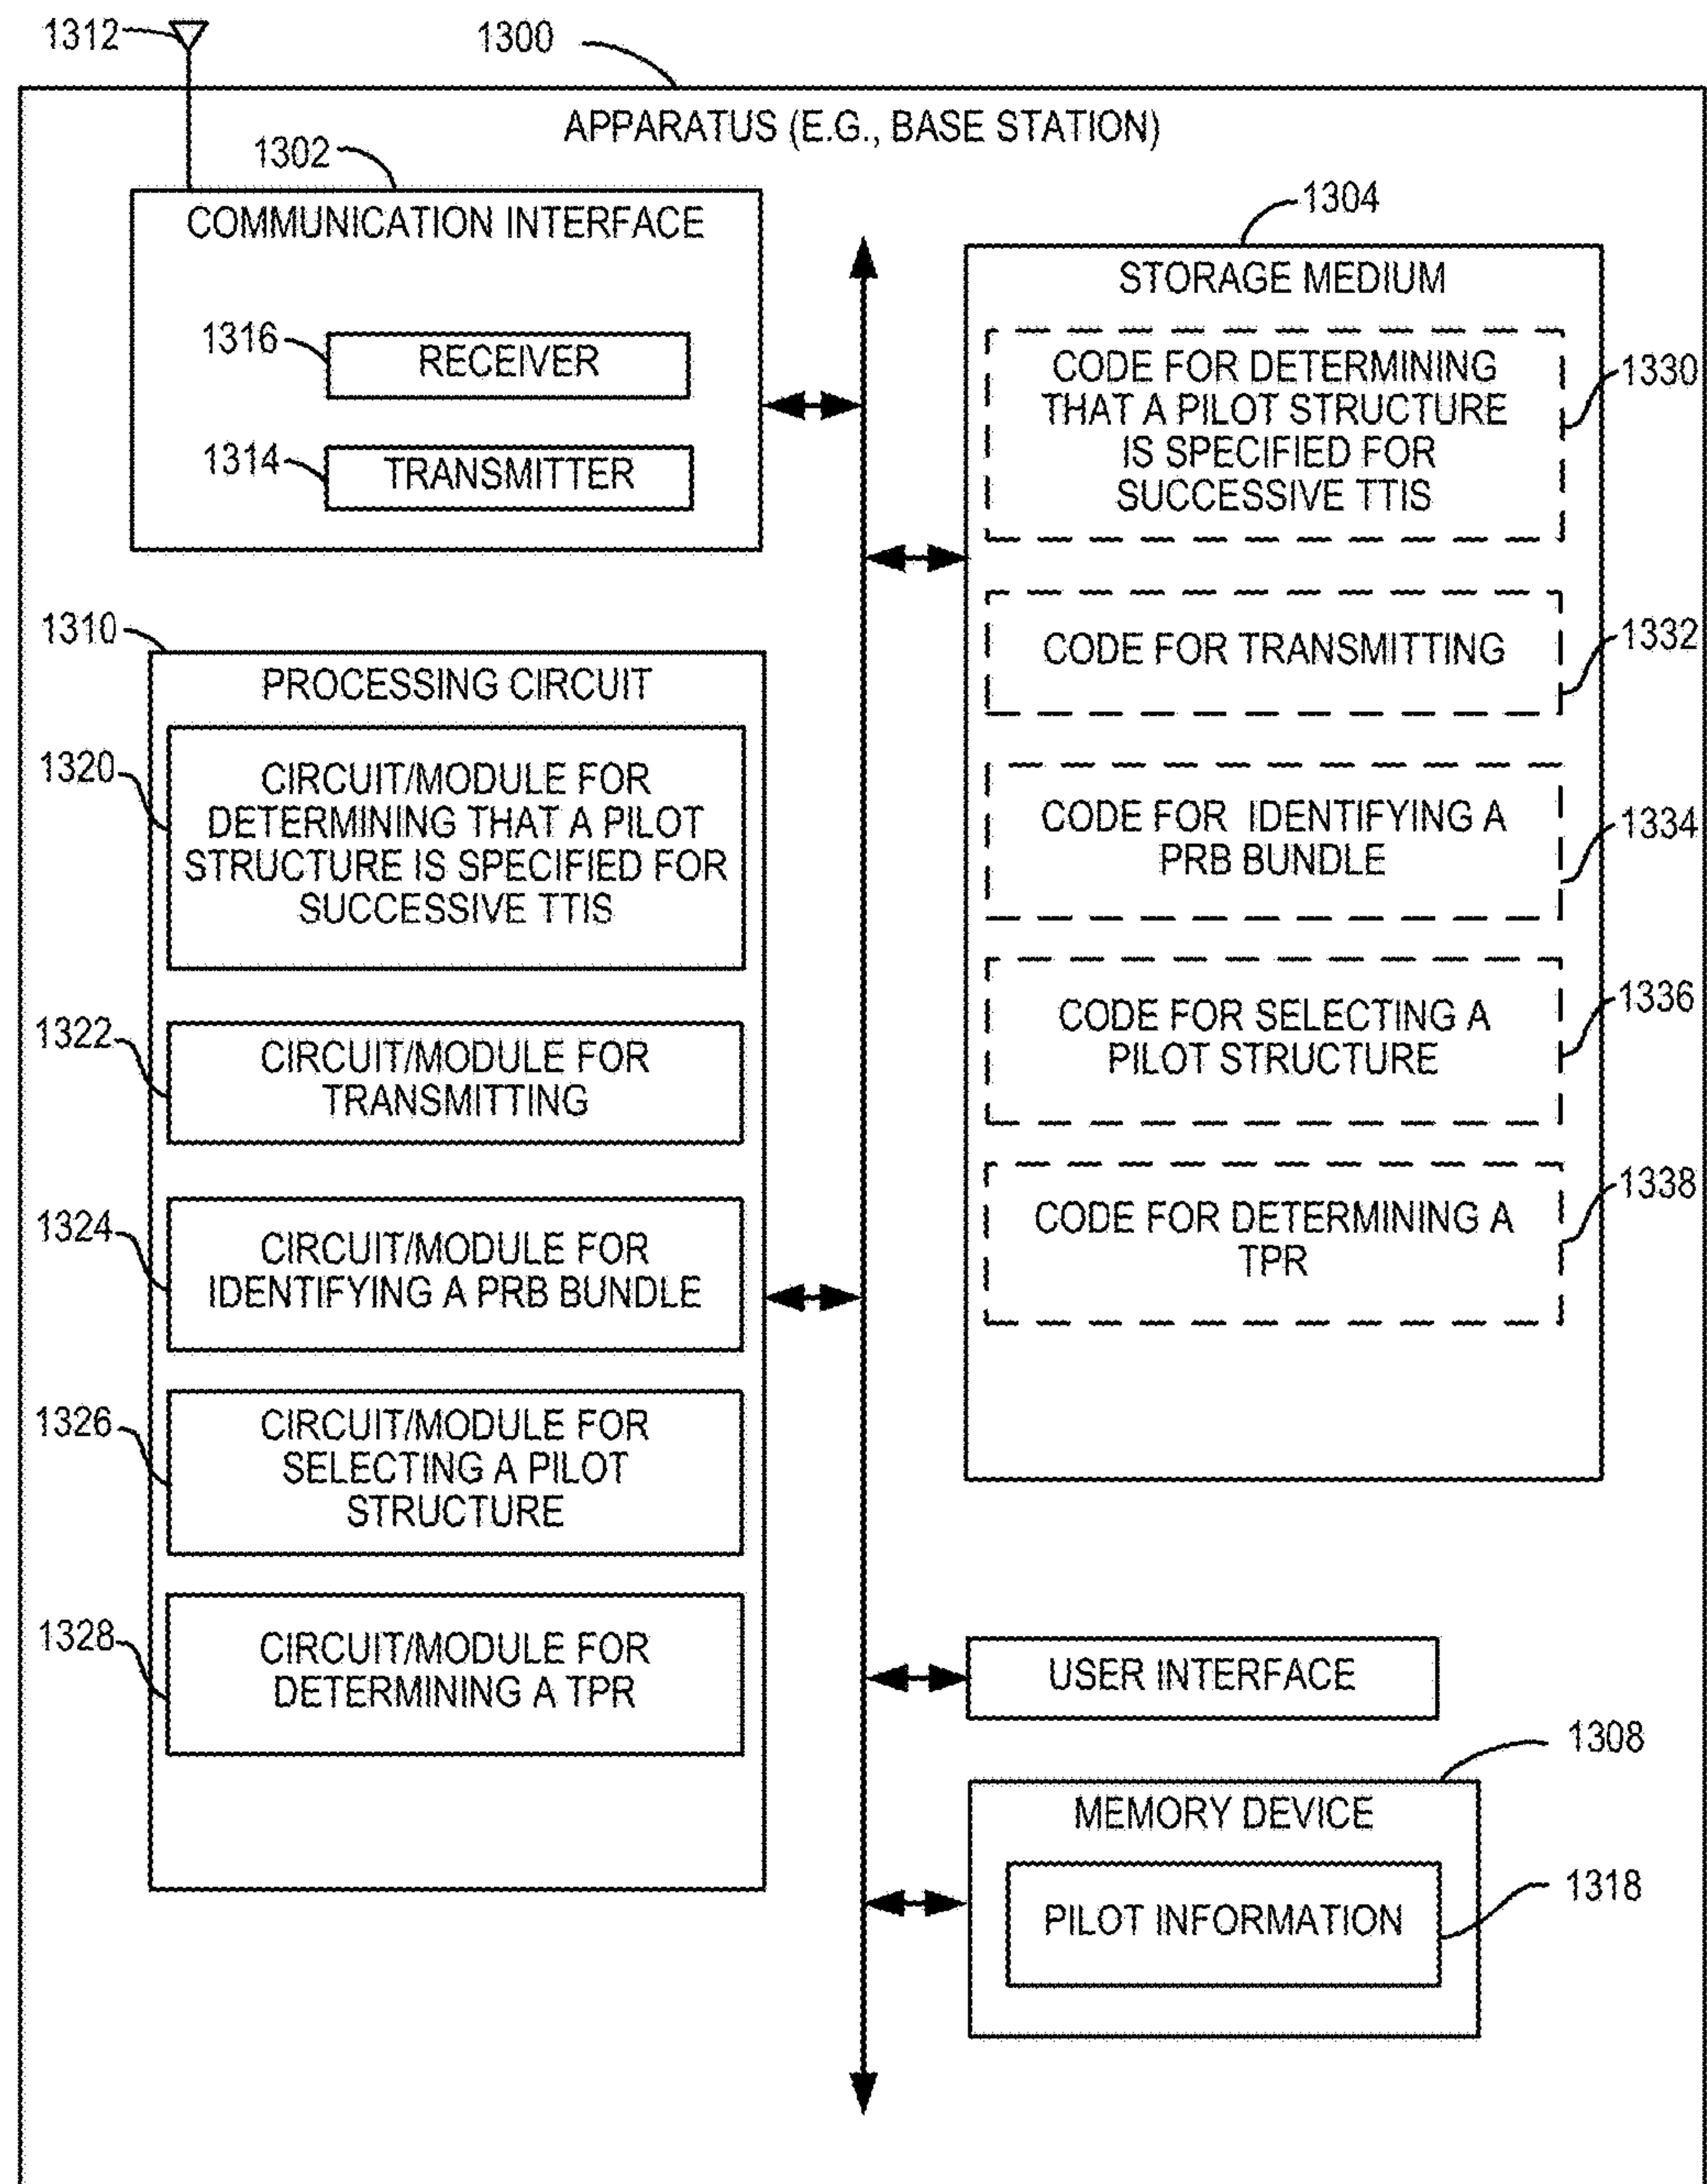 1312
1300
APPARATUS (E.G., BASE STATION)
1302
COMMUNICATION INTERFACE
1316
RECEIVER
1314
TRANSMITTER
1304
STORAGE MEDIUM
CODE FOR DETERMINING
THAT A PILOT STRUCTURE
IS SPECIFIED FOR
SUCCESSIVE TTIS
1330
CODE FOR TRANSMITTING
1332
CODE FOR IDENTIFYING A
PRB BUNDLE
1334
CODE FOR SELECTING A
PILOT STRUCTURE
1336
CODE FOR DETERMINING A
TPR
1338
1310
PROCESSING CIRCUIT
1320
CIRCUIT/MODULE FOR
DETERMINING THAT A PILOT
STRUCTURE IS SPECIFIED FOR
SUCCESSIVE TTIS
1322
CIRCUIT/MODULE FOR
TRANSMITTING
1324
CIRCUIT/MODULE FOR
IDENTIFYING A PRB BUNDLE
1326
CIRCUIT/MODULE FOR
SELECTING A PILOT
STRUCTURE
1328
CIRCUIT/MODULE FOR
DETERMINING A TPR
USER INTERFACE
1308
MEMORY DEVICE
PILOT INFORMATION
1318